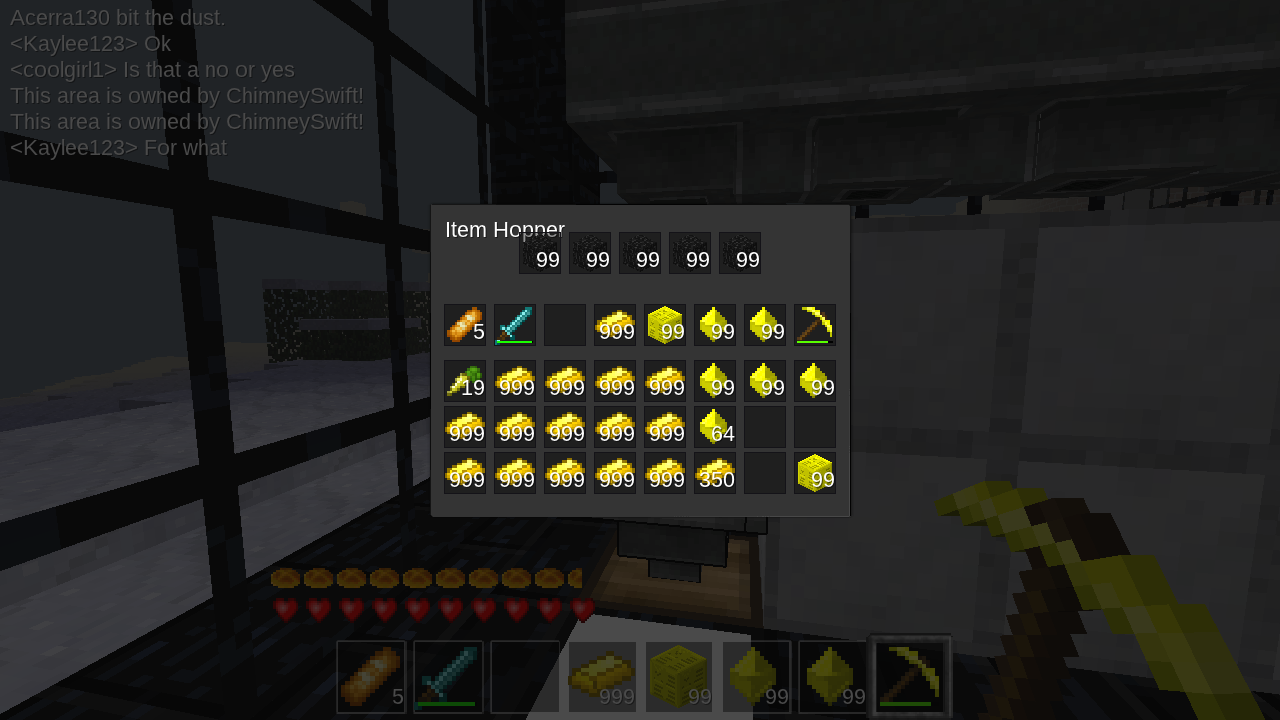 Acerra130 bit the dust.
<Kaylee123> Ok
<coolgirl1> Is that a no or yes
This area is owned by ChimneySwift!
This area is owned by ChimneySwift!
<Kaylee123> For what
Item Hopper
99 99 99 99 99
5 999 99 99 99
19 999 999 999 999 99 99 99
999 999 999 999 999 64
999 999 999 999 999 350 99
5 999 99 99 99